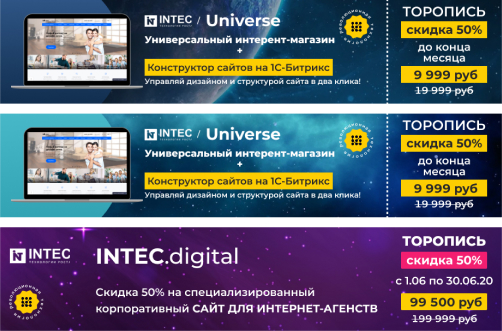 INTEC / Universe
Универсальный интерент-магазин
+
Конструктор сайтов на 1С-Битрикс
Управляй дизайном и структурой сайта в два клика!
ТОРОПИСЬ
скидка 50%
до конца
месяца
9 999 руб
19 999 руб
INTEC / Universe
Универсальный интерент-магазин
+
Конструктор сайтов на 1С-Битрикс
Управляй дизайном и структурой сайта в два клика!
ТОРОПИСЬ
скидка 50%
до конца
месяца
9 999 руб
19 999 руб
INTEC
ТЕХНОЛОГИИ РОСТА
INTEC.digital
Скидка 50% на специализированный
корпоративный САЙТ ДЛЯ ИНТЕРНЕТ-АГЕНСТВ
ТОРОПИСЬ
скидка 50%
с 1.06 по 30.06.20
99 500 руб
199 999 руб